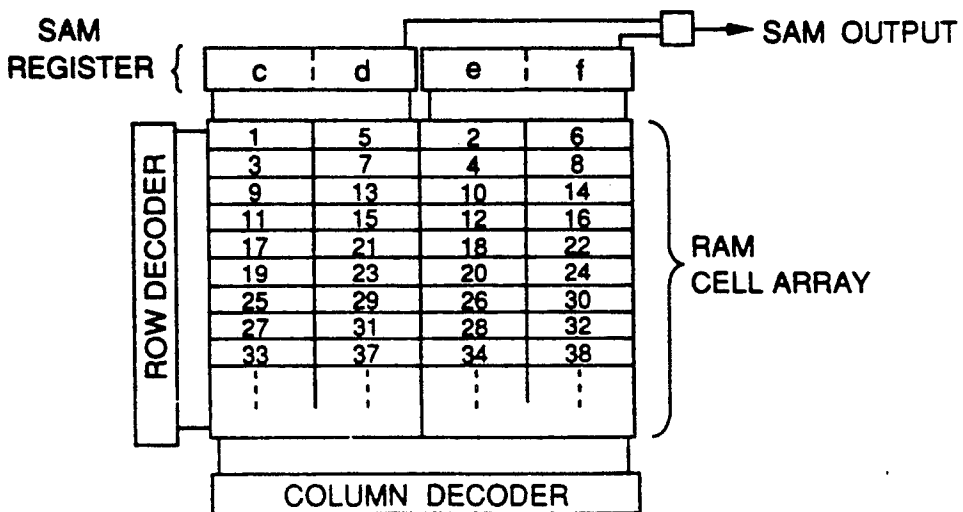 SAM OUTPUT
SAM
REGISTER
c d e f
1 5 2 6
3 7 4 8
9 13 10 14
11 15 12 16
17 21 18 22
19 23 20 24
25 29 26 30
27 31 28 32
33 37 34 38
ROW DECODER
RAM
CELL ARRAY
COLUMN DECODER